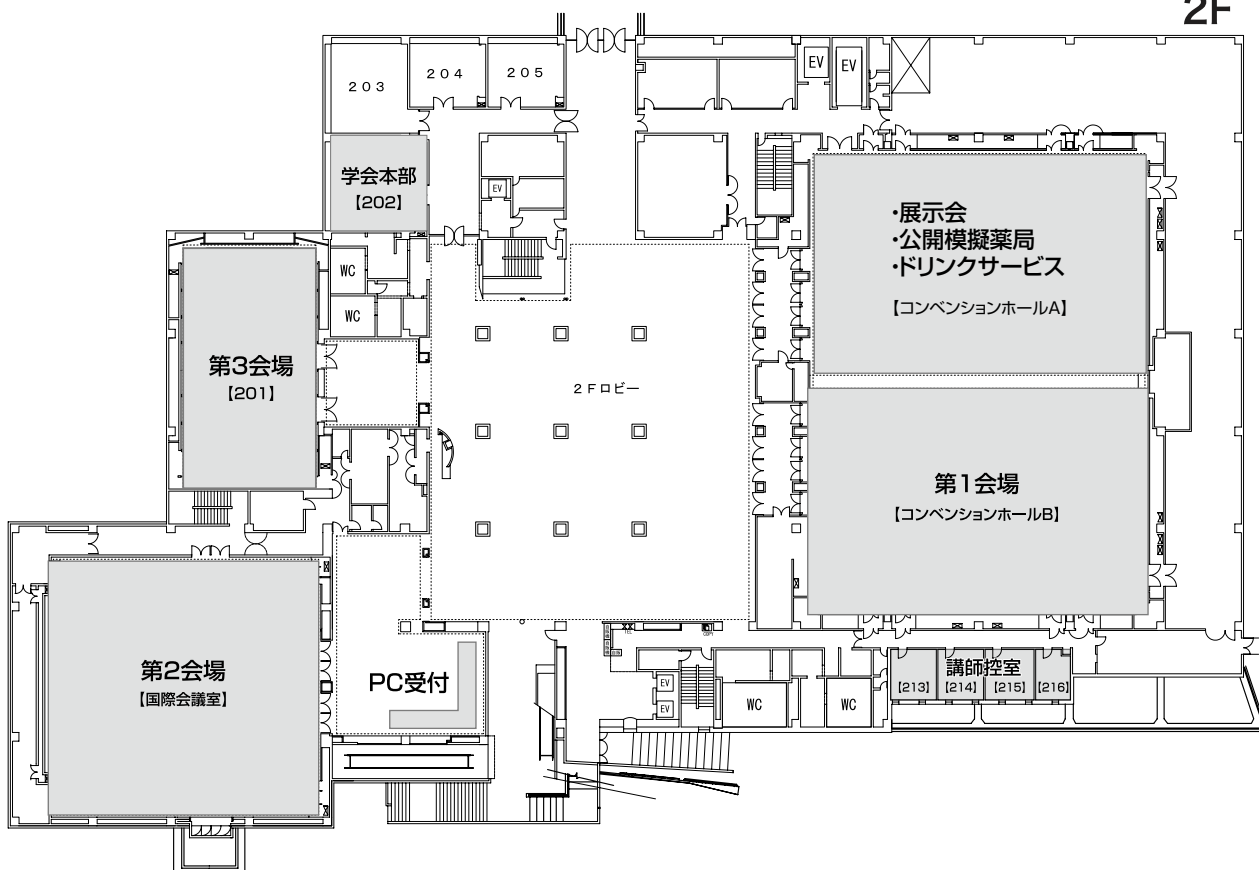 2F
EV
EV
203
204
205
学会本部
【202】
EV
・展示会
・公開模擬薬局
・ドリンクサービス
【コンベンションホールA】
WC
WC
第3会場
【201】
2Fロビー
第1会場
【コンベンションホールB】
第2会場
【国際会議室】
PC受付
TEL
COPY
EV
EV
WC
WC
講師控室
【213】
【214】
【215】
【216】